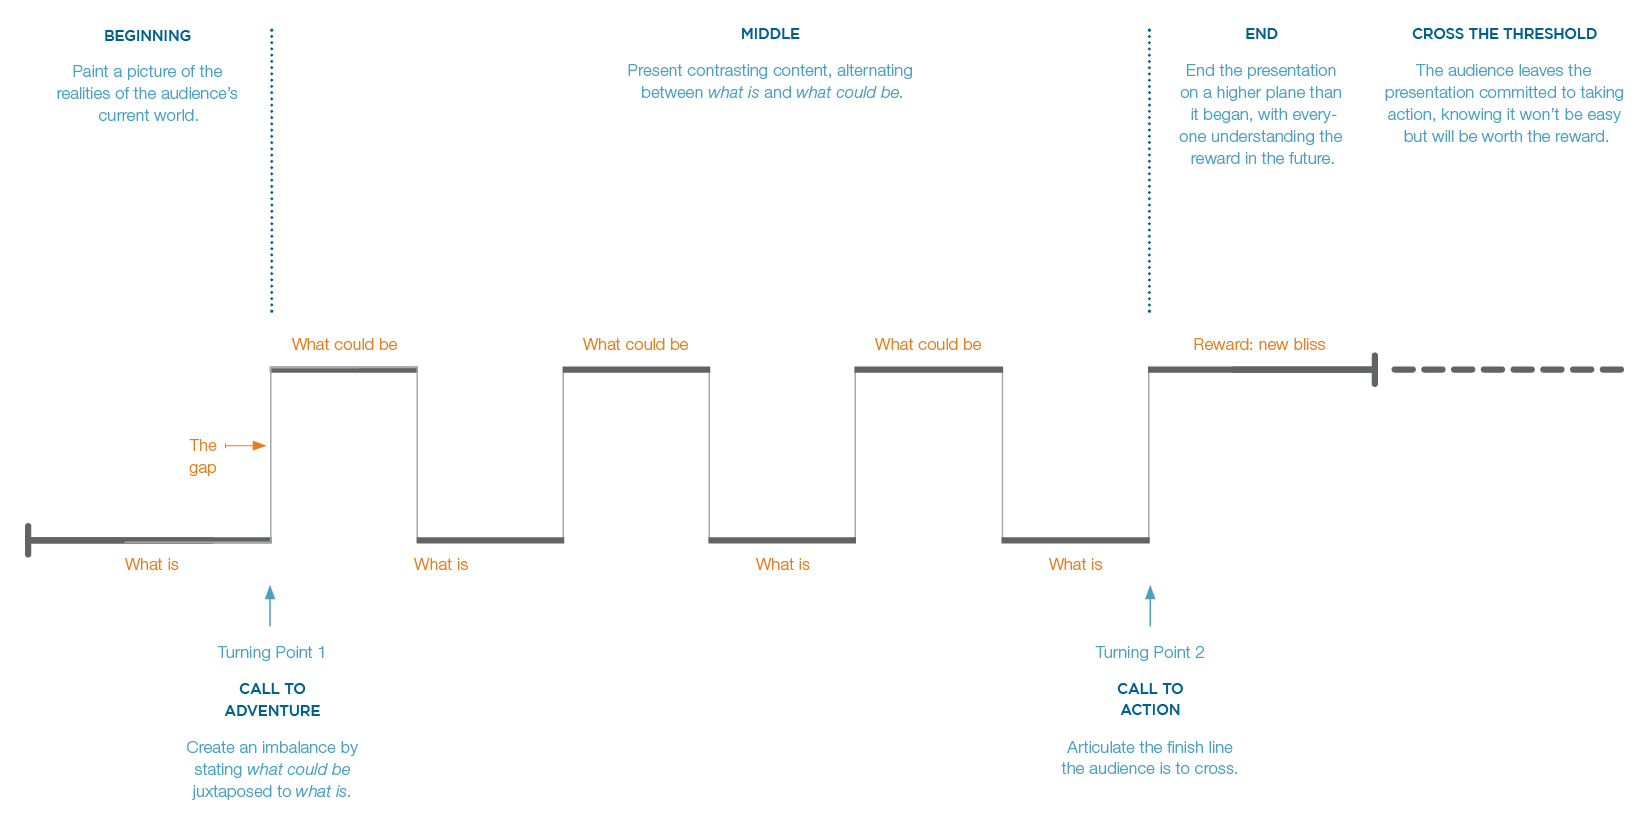 BEGINNING
Paint a picture of the
realities of the audience’s
current world.
MIDDLE
Present contrasting content, alternating
between what is and what could be.
END
End the presentation
on a higher plane than
it began, with every-
one understanding the
reward in the future.
CROSS THE THRESHOLD
The audience leaves the
presentation committed to taking
action, knowing it won’t be easy
but will be worth the reward.
What could be
What could be
What could be
Reward: new bliss
The
gap
What is
What is
What is
What is
Turning Point 1
CALL TO
ADVENTURE
Create an imbalance by
stating what could be
juxtaposed to what is.
Turning Point 2
CALL TO
ACTION
Articulate the finish line
the audience is to cross.